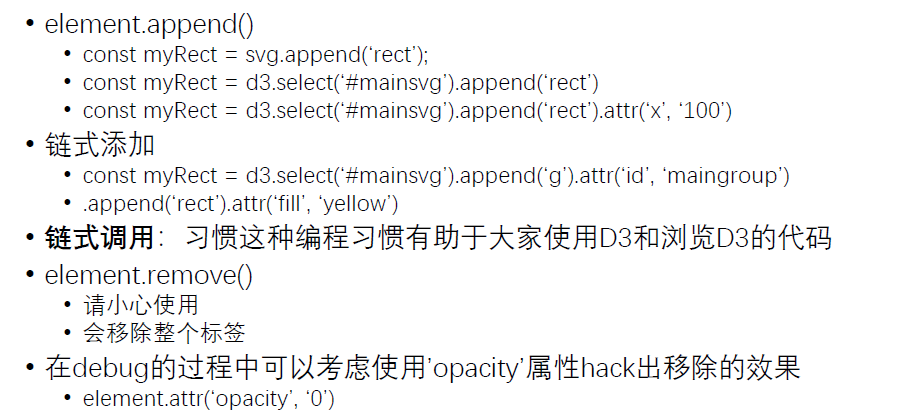 • element.append()
• const myRect = svg.append(‘rect’);
• const myRect = d3.select(‘#mainsvg’).append(‘rect’)
• const myRect = d3.select(‘#mainsvg’).append(‘rect’).attr(‘x’, ‘100’)
• 链式添加
• const myRect = d3.select(‘#mainsvg’).append(‘g’).attr(‘id’, ‘maingroup’)
• .append(‘rect’).attr(‘fill’, ‘yellow’)
• 链式调用：习惯这种编程习惯有助于大家使用D3和浏览D3的代码
• element.remove()
• 请小心使用
• 会移除整个标签
• 在debug的过程中可以考虑使用’opacity’属性hack出移除的效果
• element.attr(‘opacity’, ‘0’)